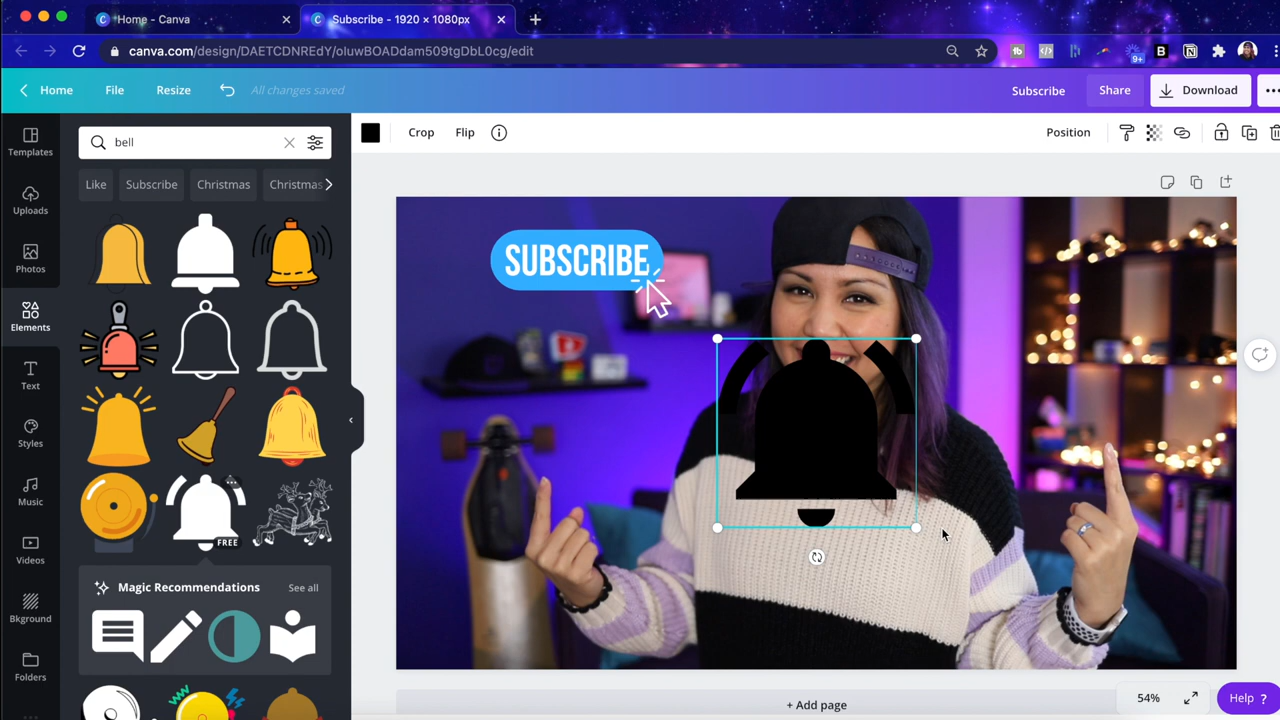 Home - Canva
Subscribe - 1920 × 1080px
canva.com/design/DAETCDNREdY/oluwBOADdam509tgDbL0cg/edit
9+
B
Home
File
Resize
All changes saved
Subscribe
Share
Download
Templates
Uploads
Photos
Elements
Text
Styles
Music
Videos
Bkground
Folders
bell
Like
Subscribe
Christmas
Christmas
FREE
Magic Recommendations
See all
Crop
Flip
Position
SUBSCRIBE
+ Add page
54%
Help ?